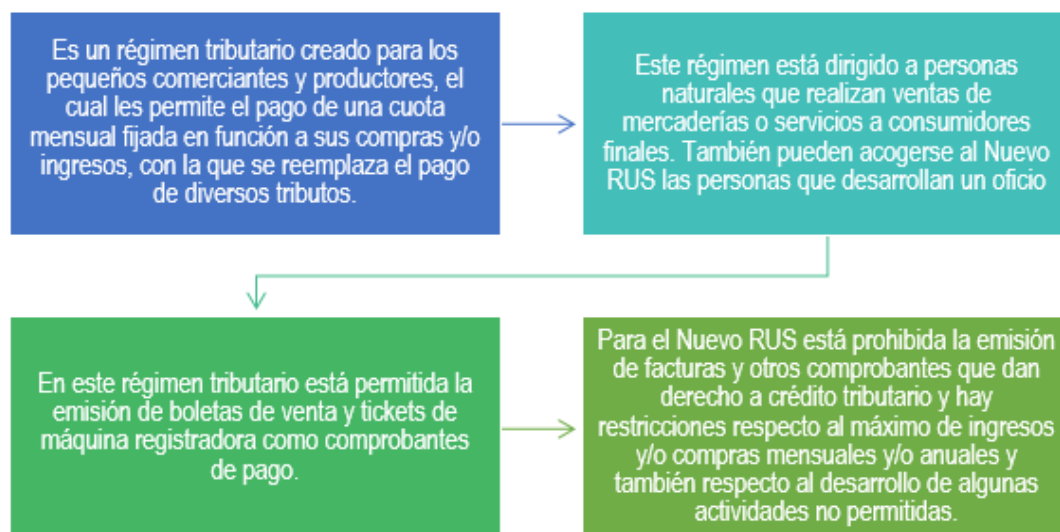 Es un régimen tributario creado para los
pequeños comerciantes y productores, el
cual les permite el pago de una cuota
mensual fijada en función a sus compras y/o
ingresos, con la que se reemplaza el pago
de diversos tributos.
Este régimen está dirigido a personas
naturales que realizan ventas de
mercaderías o servicios a consumidores
finales. También pueden acogerse al Nuevo
RUS las personas que desarrollan un oficio
En este régimen tributario está permitida la
emisión de boletas de venta y tickets de
máquina registradora como comprobantes
de pago.
Para el Nuevo RUS está prohibida la emisión
de facturas y otros comprobantes que dan
derecho a crédito tributario y hay
restricciones respecto al máximo de ingresos
y/o compras mensuales y/o anuales y
también respecto al desarrollo de algunas
actividades no permitidas.